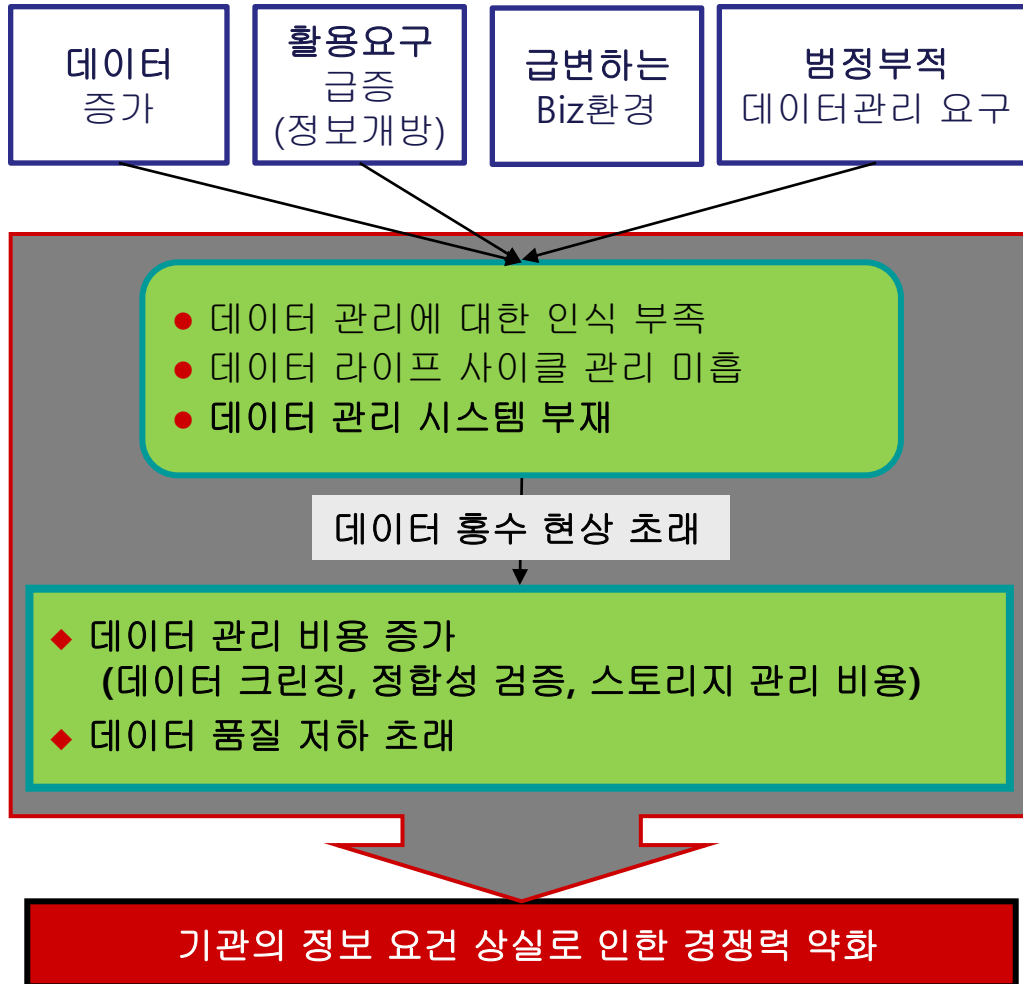 데이터
증가
활용요구
급증
(정보개방)
급변하는
Biz환경
범정부적
데이터관리 요구
● 데이터 관리에 대한 인식 부족
● 데이터 라이프 사이클 관리 미흡
● 데이터 관리 시스템 부재
데이터 홍수 현상 초래
◆ 데이터 관리 비용 증가
(데이터 크린징, 정합성 검증, 스토리지 관리 비용)
◆ 데이터 품질 저하 초래
기관의 정보 요건 상실로 인한 경쟁력 약화